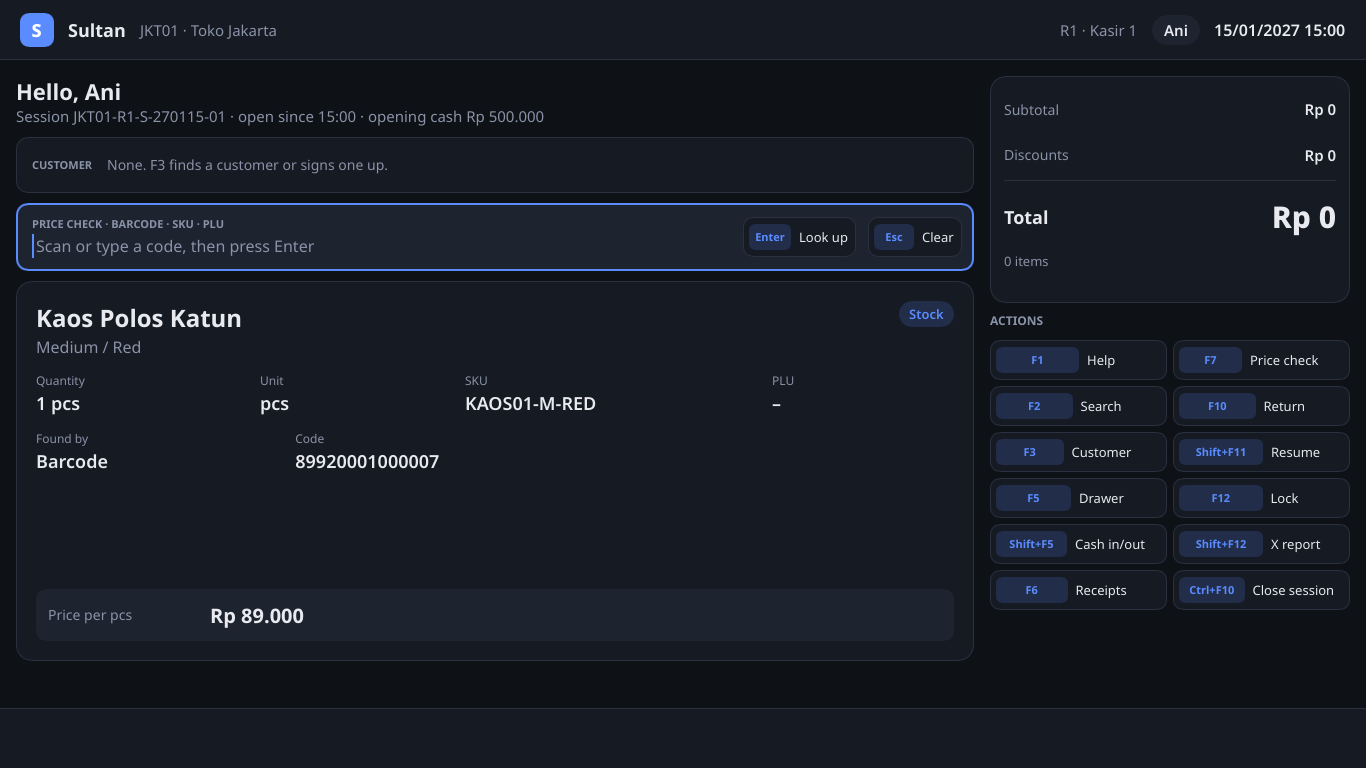 S Sultan JKT01 · Toko Jakarta R1 · Kasir 1 Ani 15/01/2027 15:00
Hello, Ani
Session JKT01-R1-S-270115-01 · open since 15:00 · opening cash Rp 500.000
CUSTOMER None. F3 finds a customer or signs one up.
PRICE CHECK · BARCODE · SKU · PLU
Scan or type a code, then press Enter
Enter Look up Esc Clear
Kaos Polos Katun Stock
Medium / Red
Quantity Unit SKU PLU
1 pcs pcs KAOS01-M-RED –
Found by Code
Barcode 89920001000007
Price per pcs Rp 89.000
Subtotal Rp 0
Discounts Rp 0
Total Rp 0
0 items
ACTIONS
F1 Help F7 Price check
F2 Search F10 Return
F3 Customer Shift+F11 Resume
F5 Drawer F12 Lock
Shift+F5 Cash in/out Shift+F12 X report
F6 Receipts Ctrl+F10 Close session